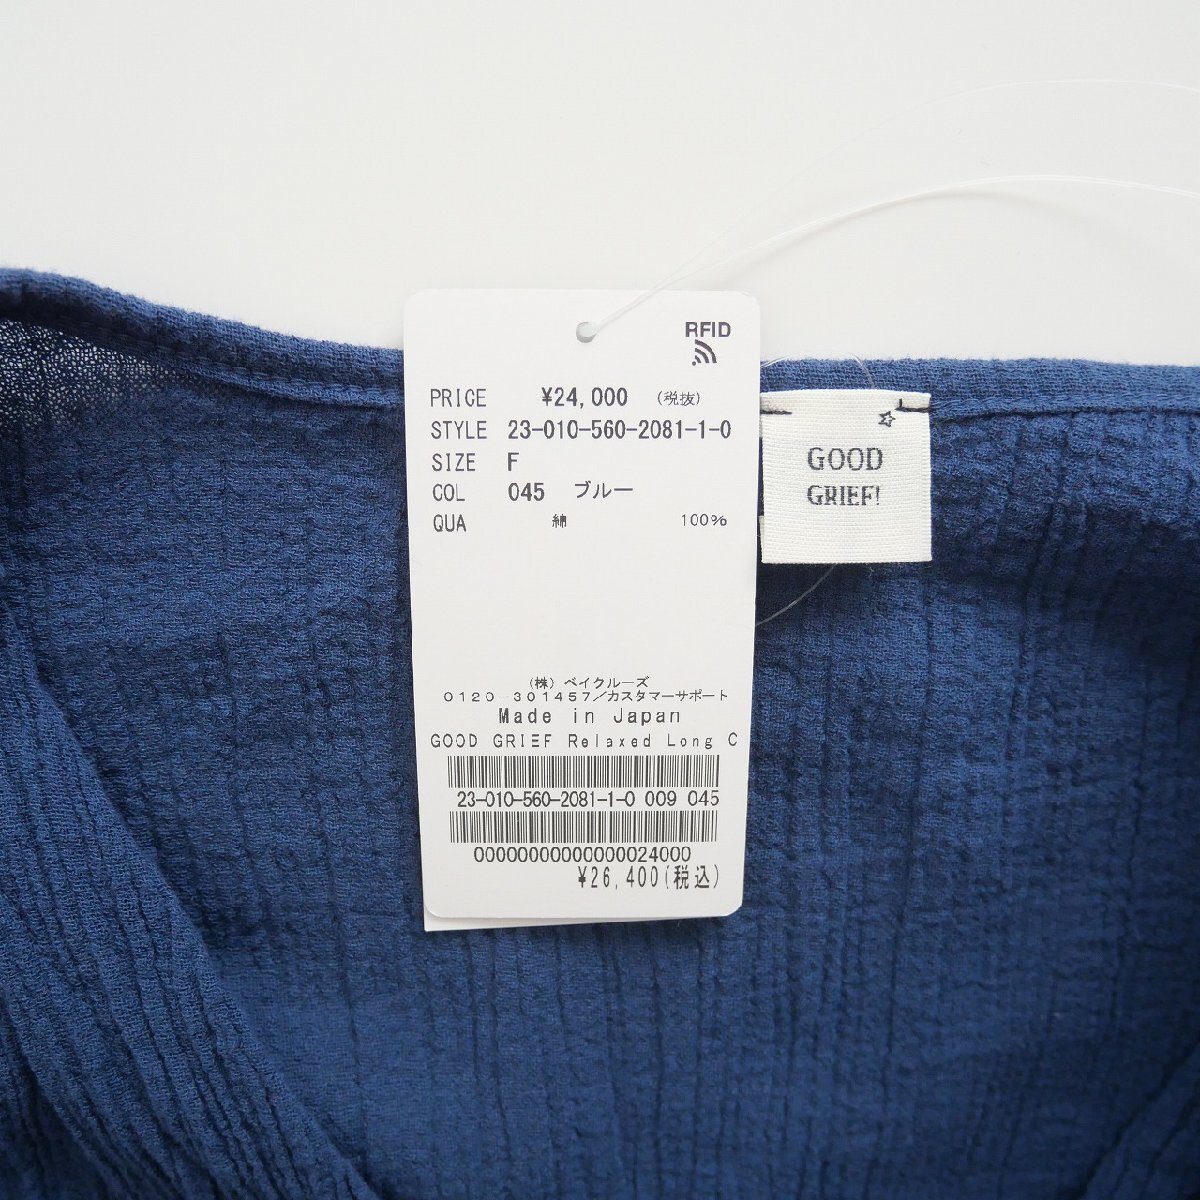 RFID
PRICE ¥24,000 (税抜)
STYLE 23-010-560-2081-1-0
SIZE F
COL 045 ブルー
QUA 綿 100%
(株) ベイクルーズ
0120-301457/カスタマーサポート
Made in Japan
GOOD GRIEF Relaxed Long C
23-010-560-2081-1-0 009 045
00000000000000024000
¥26,400(税込)
GOOD
GRIEF!